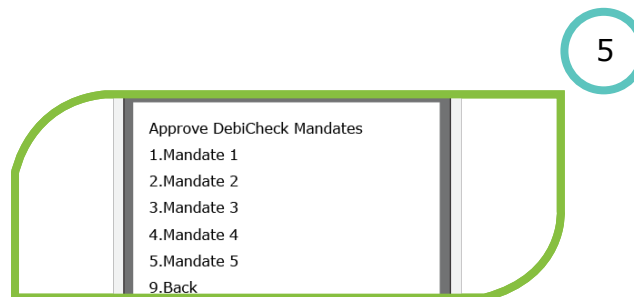 5
Approve DebiCheck Mandates
1.Mandate 1
2.Mandate 2
3.Mandate 3
4.Mandate 4
5.Mandate 5
9.Back